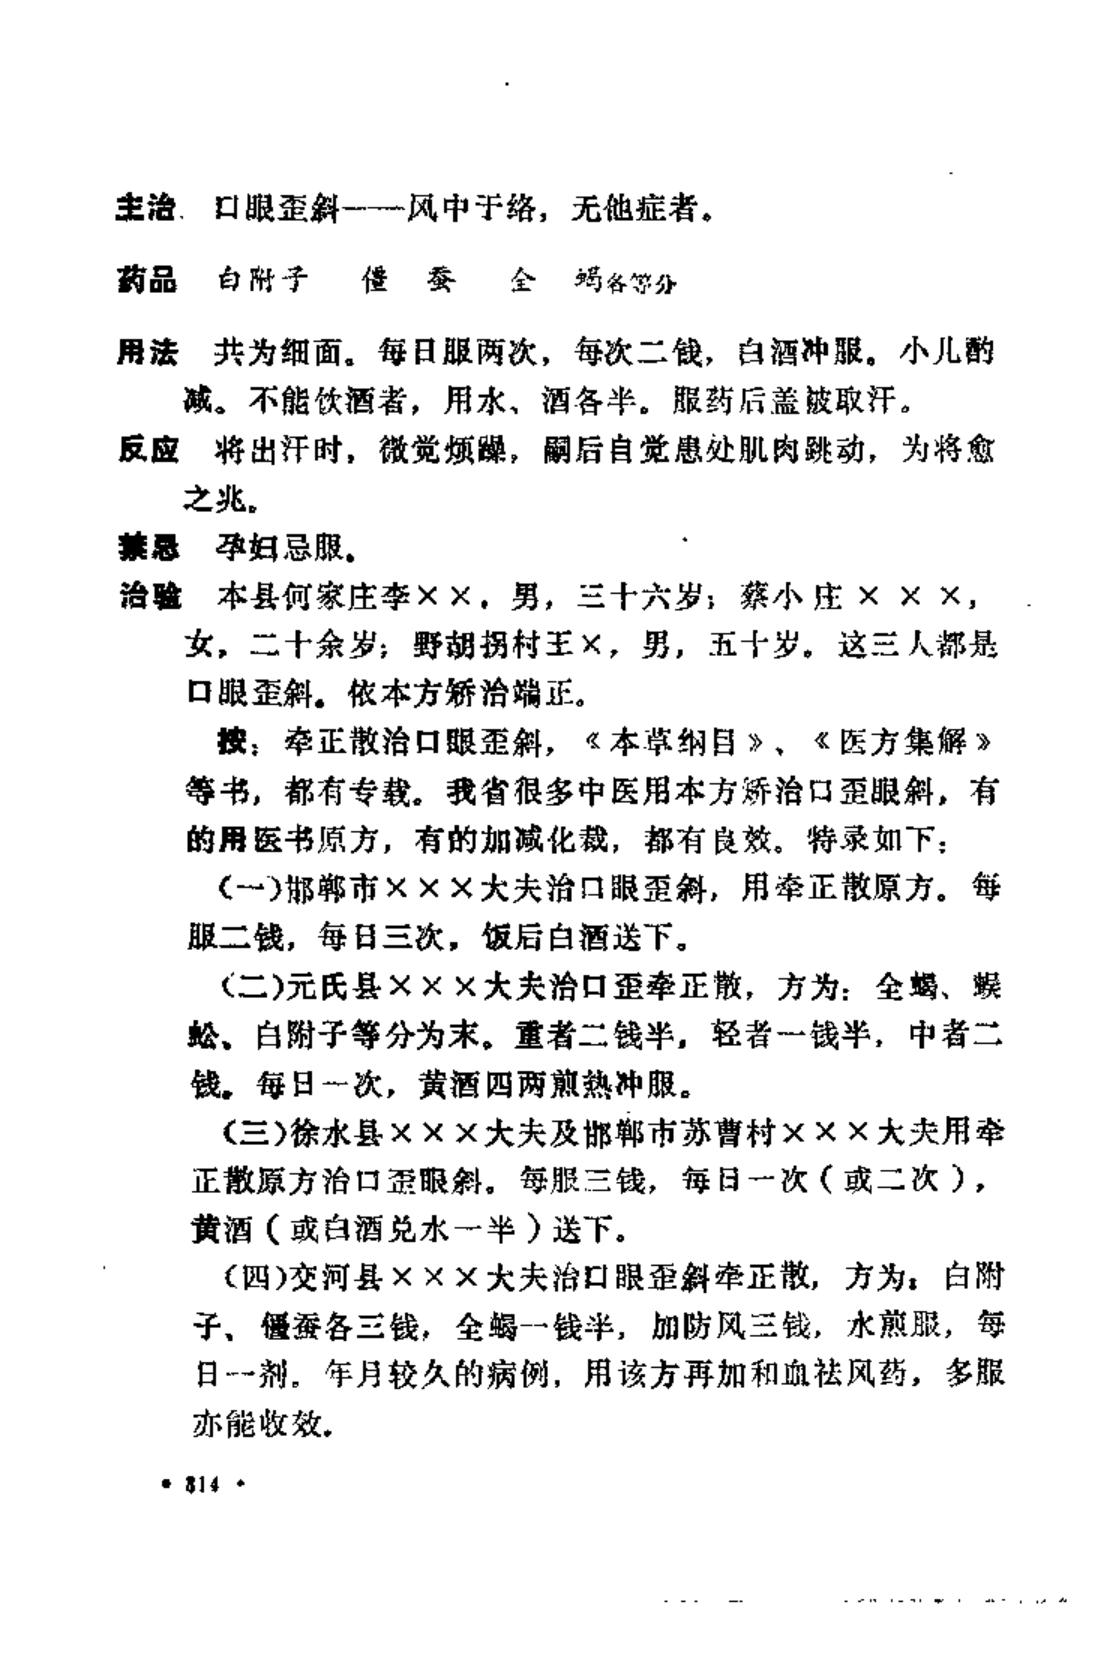 主治 口眼歪斜——风中于络，无他症者。
药品 白附子 僵 蚕 全 蝎各等分
用法 共为细面。每日服两次，每次二钱，白酒冲服。小儿酌
减。不能饮酒者，用水、酒各半。服药后盖被取汗。
反应 将出汗时，微觉烦躁，嗣后自觉患处肌肉跳动，为将愈
之兆。
禁忌 孕妇忌服。
治验 本县何家庄李××，男，三十六岁；蔡小庄×××，
女，二十余岁；野胡拐村王×，男，五十岁。这三人都是
口眼歪斜。依本方矫治端正。
按：牵正散治口眼歪斜，《本草纲目》、《医方集解》
等书，都有专载。我省很多中医用本方矫治口歪眼斜，有
的用医书原方，有的加减化裁，都有良效。特录如下：
(一)邯郸市×××大夫治口眼歪斜，用牵正散原方。每
服二钱，每日三次，饭后白酒送下。
(二)元氏县×××大夫治口歪牵正散，方为：全蝎、蜈
蚣、白附子等分为末。重者二钱半，轻者一钱半，中者二
钱。每日一次，黄酒四两煎热冲服。
(三)徐水县×××大夫及邯郸市苏曹村×××大夫用牵
正散原方治口歪眼斜。每服三钱，每日一次（或二次），
黄酒（或白酒兑水一半）送下。
(四)交河县×××大夫治口眼歪斜牵正散，方为：白附
子、僵蚕各三钱，全蝎一钱半，加防风三钱，水煎服，每
日一剂。年月较久的病例，用该方再加和血祛风药，多服
亦能收效。
• 314 •